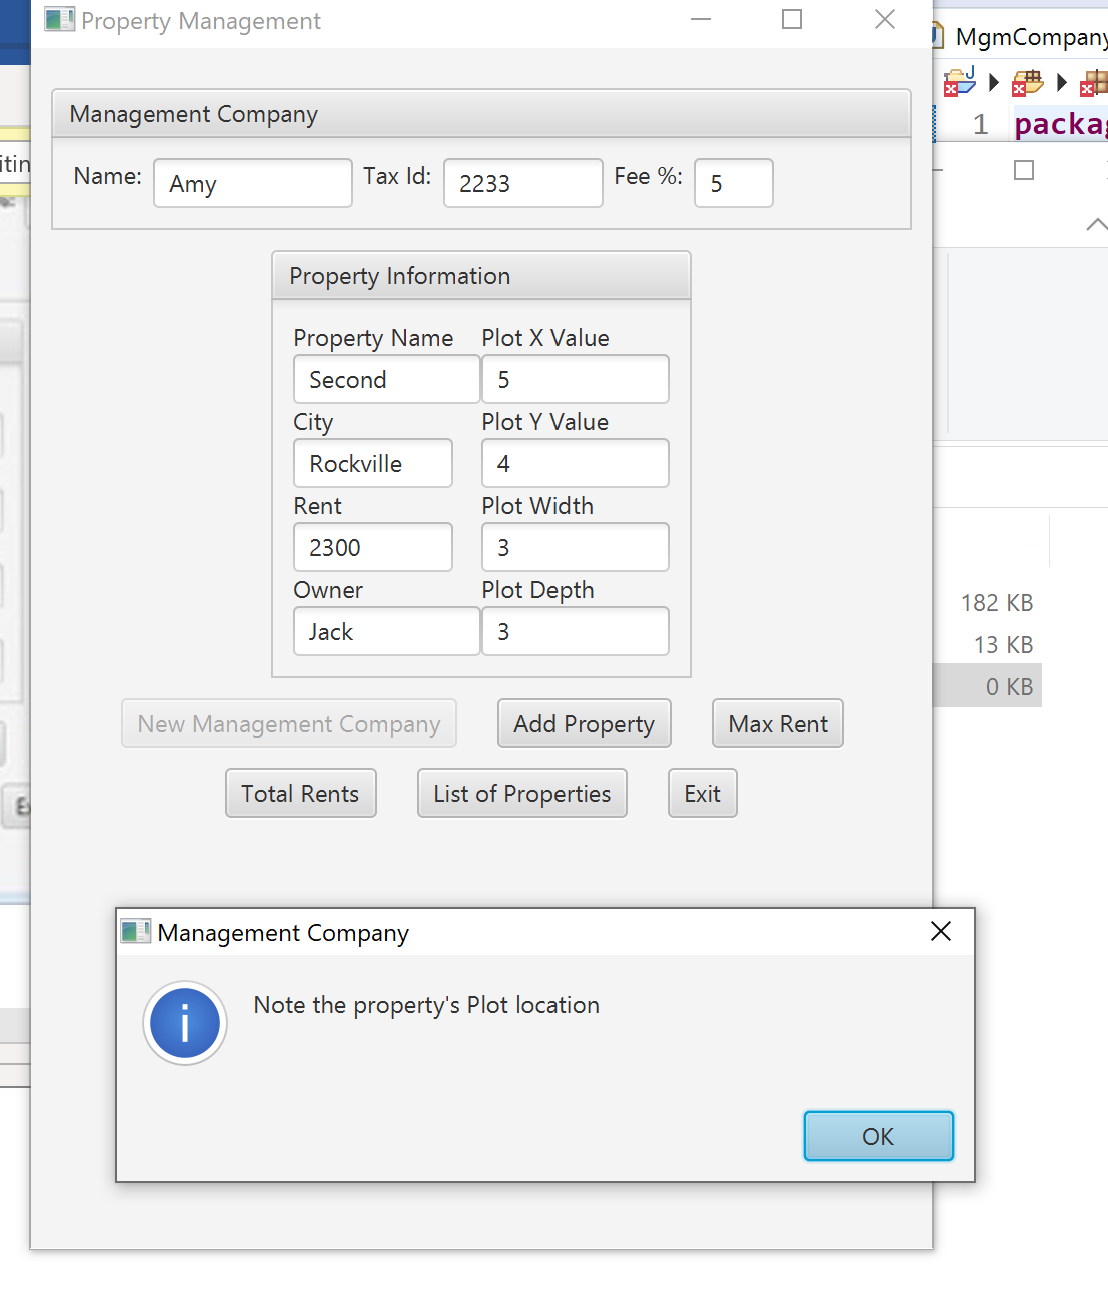 Property Management
MgmCompany
1 packag
Management Company
Name: Amy Tax Id: 2233 Fee %: 5
Property Information
Property Name Plot X Value
Second 5
City Plot Y Value
Rockville 4
Rent Plot Width
2300 3
Owner Plot Depth
Jack 3
182 KB
13 KB
0 KB
New Management Company Add Property Max Rent
Total Rents List of Properties Exit
Management Company
Note the property's Plot location
OK